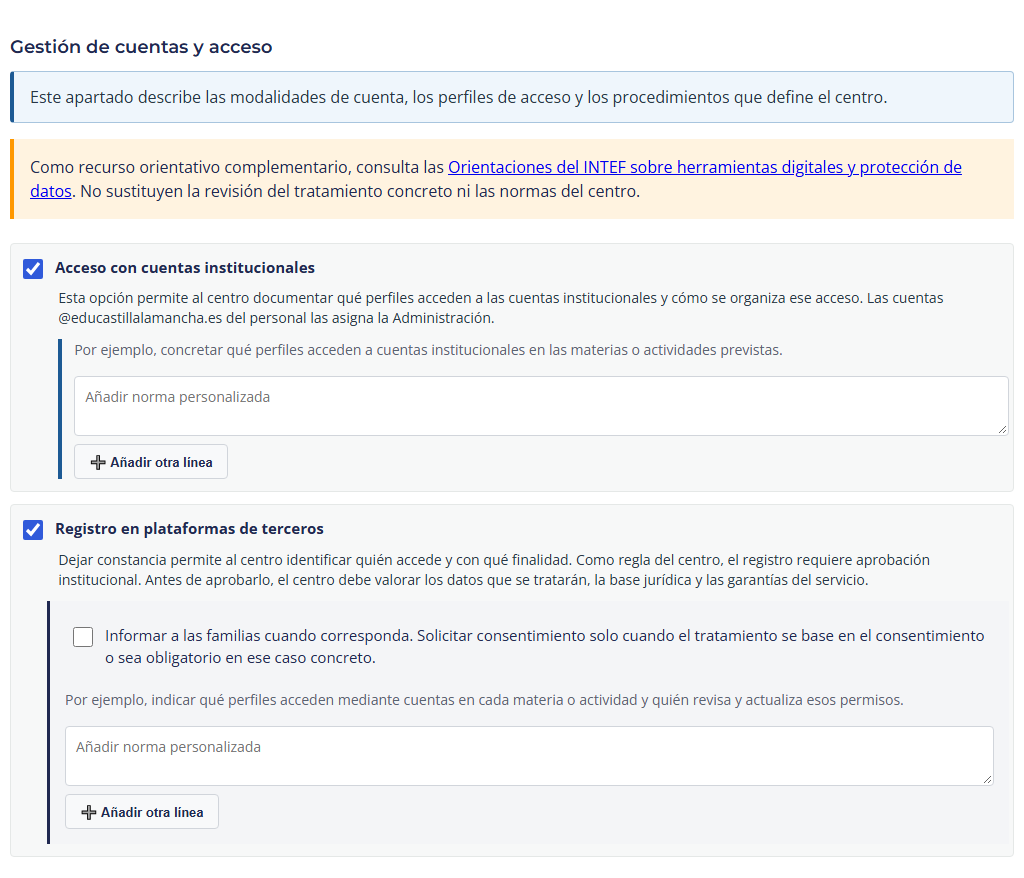 Gestión de cuentas y acceso
Este apartado describe las modalidades de cuenta, los perfiles de acceso y los procedimientos que define el centro.
Como recurso orientativo complementario, consulta las Orientaciones del INTEF sobre herramientas digitales y protección de
datos. No sustituyen la revisión del tratamiento concreto ni las normas del centro.
Acceso con cuentas institucionales
Esta opción permite al centro documentar qué perfiles acceden a las cuentas institucionales y cómo se organiza ese acceso. Las cuentas
@educastillalamancha.es del personal las asigna la Administración.
Por ejemplo, concretar qué perfiles acceden a cuentas institucionales en las materias o actividades previstas.
Añadir norma personalizada
Añadir otra línea
Registro en plataformas de terceros
Dejar constancia permite al centro identificar quién accede y con qué finalidad. Como regla del centro, el registro requiere aprobación
institucional. Antes de aprobarlo, el centro debe valorar los datos que se tratarán, la base jurídica y las garantías del servicio.
Informar a las familias cuando corresponda. Solicitar consentimiento solo cuando el tratamiento se base en el consentimiento
o sea obligatorio en ese caso concreto.
Por ejemplo, indicar qué perfiles acceden mediante cuentas en cada materia o actividad y quién revisa y actualiza esos permisos.
Añadir norma personalizada
Añadir otra línea